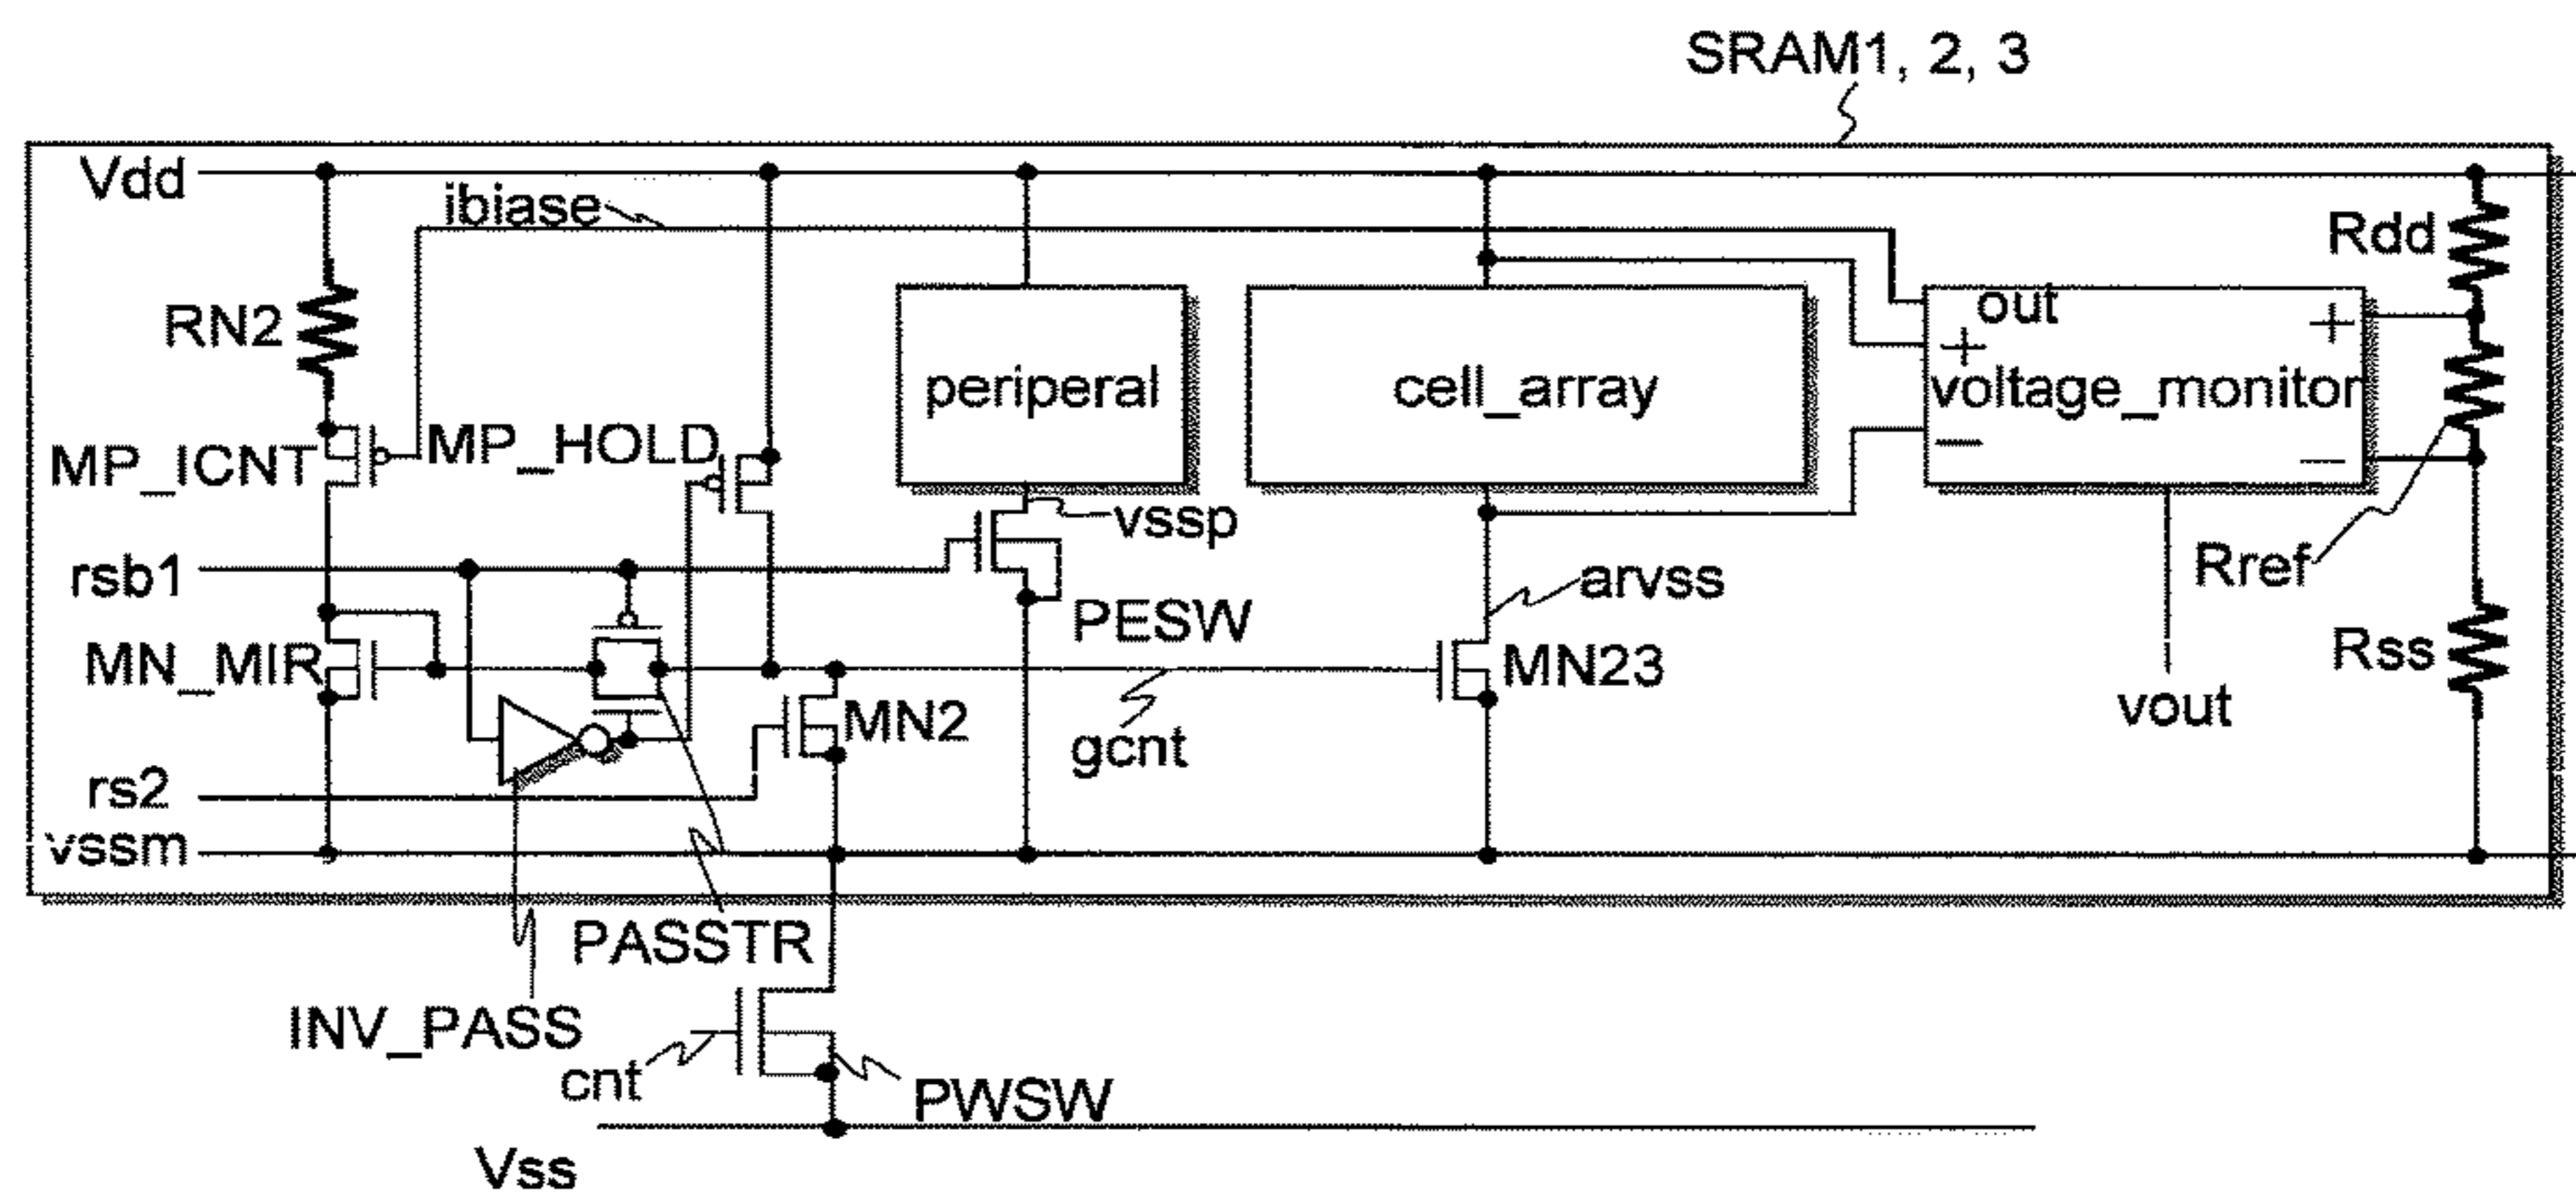 SRAM1, 2, 3
Vdd
ibiase
Rdd
RN2
out
+
+
periperal
cell_array
voltage_monitor
MP_ICNT
MP_HOLD
—
—
vssp
rsb1
Rref
arvss
PESW
MN_MIR
MN23
Rss
MN2
vout
gcnt
rs2
vssm
PASSTR
INV_PASS
cnt
PWSW
Vss